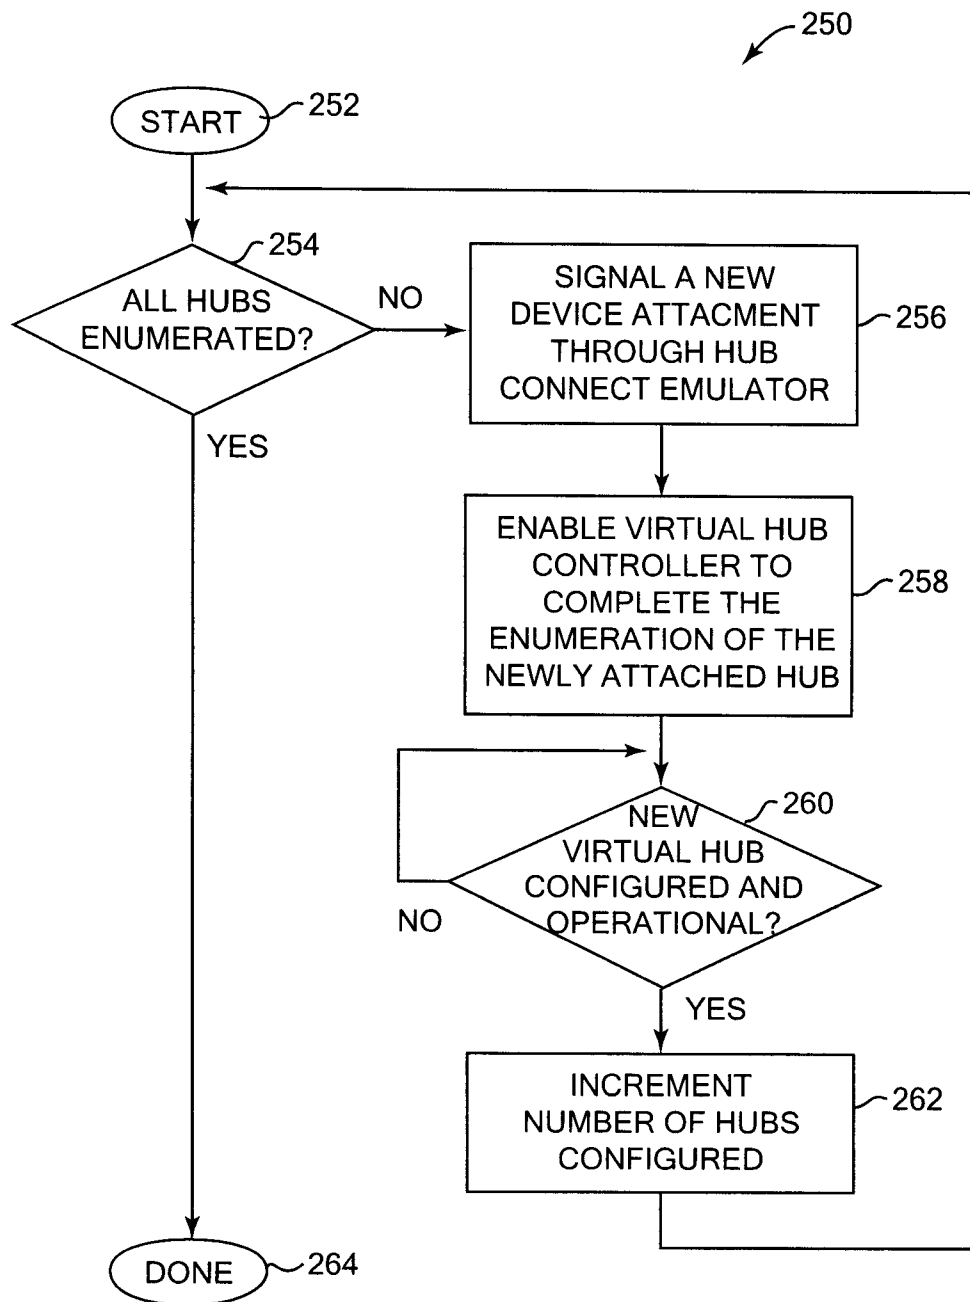 250
START
252
254
ALL HUBS
ENUMERATED?
NO
YES
SIGNAL A NEW
DEVICE ATTACMENT
THROUGH HUB
CONNECT EMULATOR
256
ENABLE VIRTUAL HUB
CONTROLLER TO
COMPLETE THE
ENUMERATION OF THE
NEWLY ATTACHED HUB
258
260
NEW
VIRTUAL HUB
CONFIGURED AND
OPERATIONAL?
NO
YES
INCREMENT
NUMBER OF HUBS
CONFIGURED
262
DONE
264